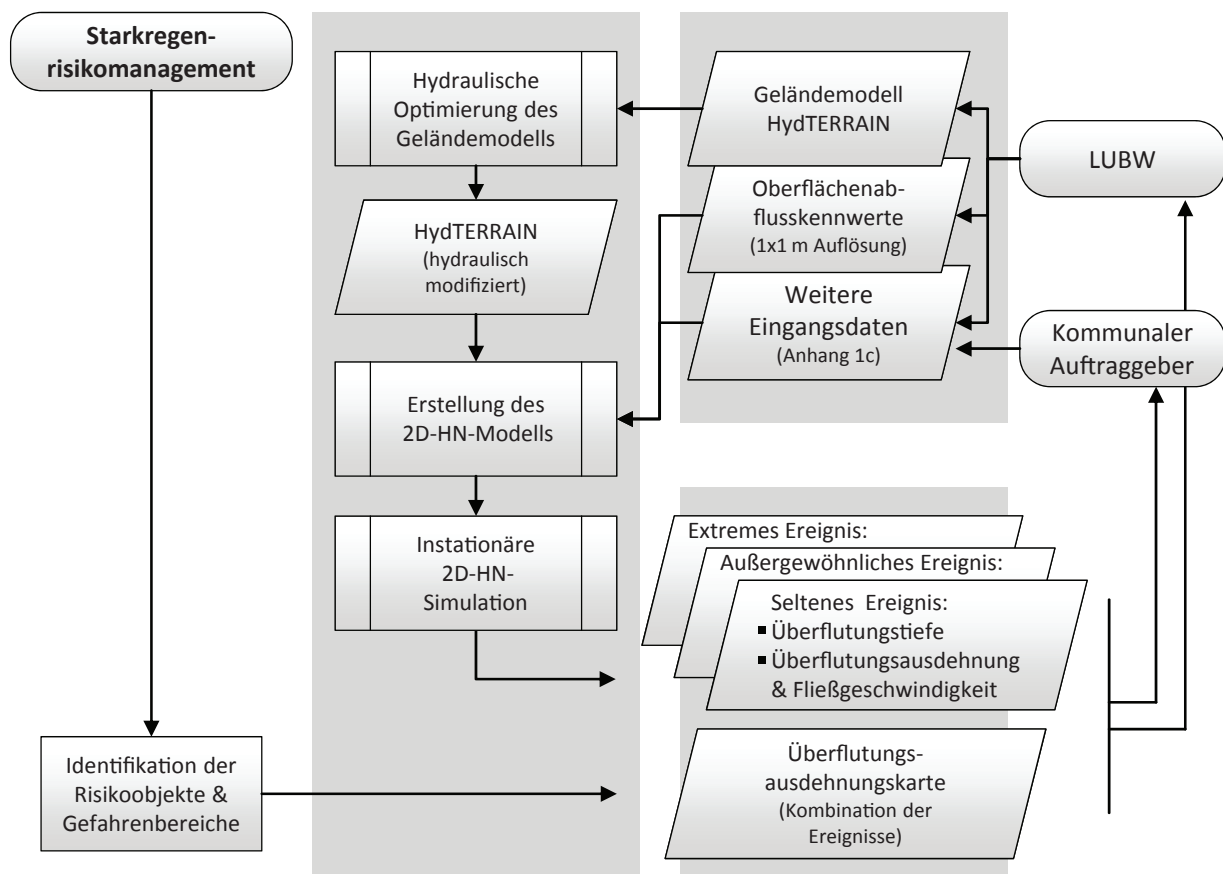 Starkregen-
risikomanagement
Hydraulische
Optimierung des
Geländemodells
Geländemodell
HydTERRAIN
LUBW
Oberflächenab-
flusskennwerte
(1x1 m Auflösung)
HydTERRAIN
(hydraulisch
modifiziert)
Weitere
Eingangsdaten
(Anhang 1c)
Kommunaler
Auftraggeber
Erstellung des
2D-HN-Modells
Instationäre
2D-HN-
Simulation
Extremes Ereignis:
Außergewöhnliches Ereignis:
Seltenes Ereignis:
▪ Überflutungstiefe
▪ Überflutungsausdehnung
& Fließgeschwindigkeit
Identifikation der
Risikoobjekte &
Gefahrenbereiche
Überflutungs-
ausdehnungskarte
(Kombination der
Ereignisse)